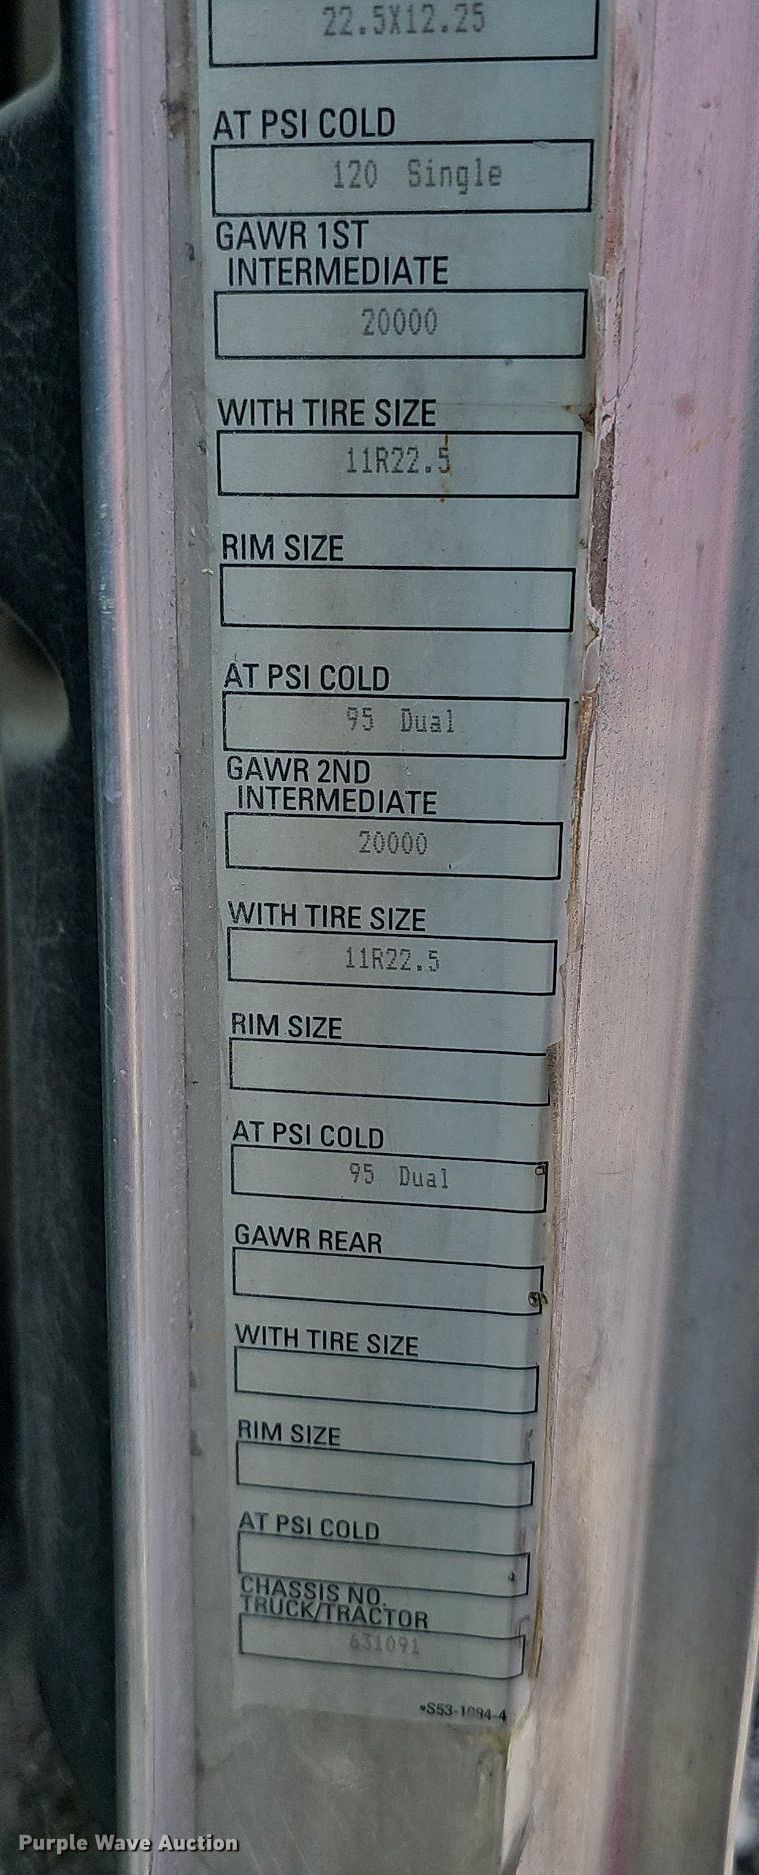 22.5X12.25
AT PSI COLD
120 Single
GAWR 1ST
INTERMEDIATE
20000
WITH TIRE SIZE
11R22.5
RIM SIZE
AT PSI COLD
95 Dual
GAWR 2ND
INTERMEDIATE
20000
WITH TIRE SIZE
11R22.5
RIM SIZE
AT PSI COLD
95 Dual
GAWR REAR
WITH TIRE SIZE
RIM SIZE
AT PSI COLD
CHASSIS NO.
TRUCK/TRACTOR
631091
•S53-1084-4
Purple Wave Auction